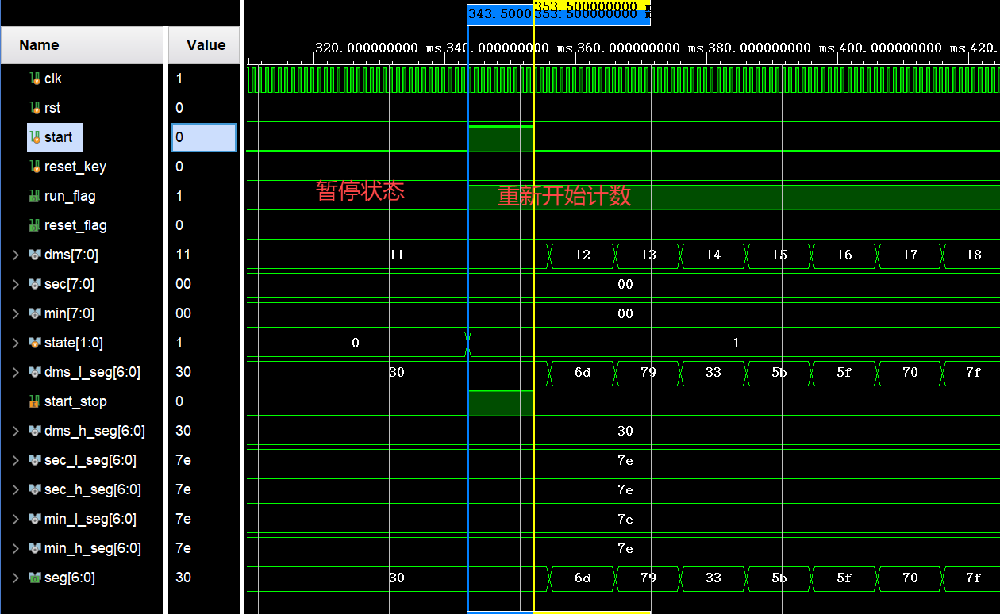 353.500000000 m
343.5000 353.500000000 m
Name Value 320.000000000 ms 340.000000000 ms 360.000000000 ms 380.000000000 ms 400.000000000 ms 420.
clk 1
rst 0
start 0
reset_key 0
run_flag 1 暂停状态 重新开始计数
reset_flag 0
dms[7:0] 11 11 12 13 14 15 16 17 18
sec[7:0] 00 00
min[7:0] 00 00
state[1:0] 1 0 1
dms_l_seg[6:0] 30 30 6d 79 33 5b 5f 70 7f
start_stop 0
dms_h_seg[6:0] 30 30
sec_l_seg[6:0] 7e 7e
sec_h_seg[6:0] 7e 7e
min_l_seg[6:0] 7e 7e
min_h_seg[6:0] 7e 7e
seg[6:0] 30 30 6d 79 33 5b 5f 70 7f